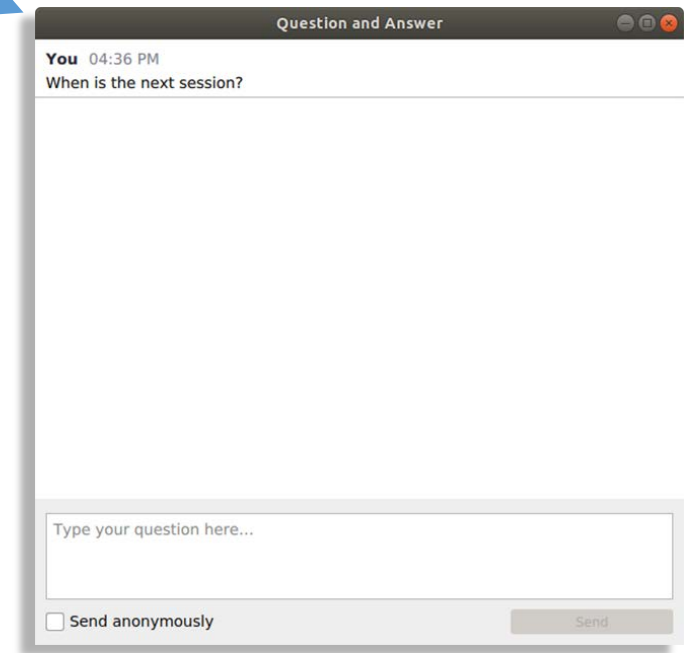 Question and Answer
You 04:36 PM
When is the next session?
Type your question here...
Send anonymously
Send